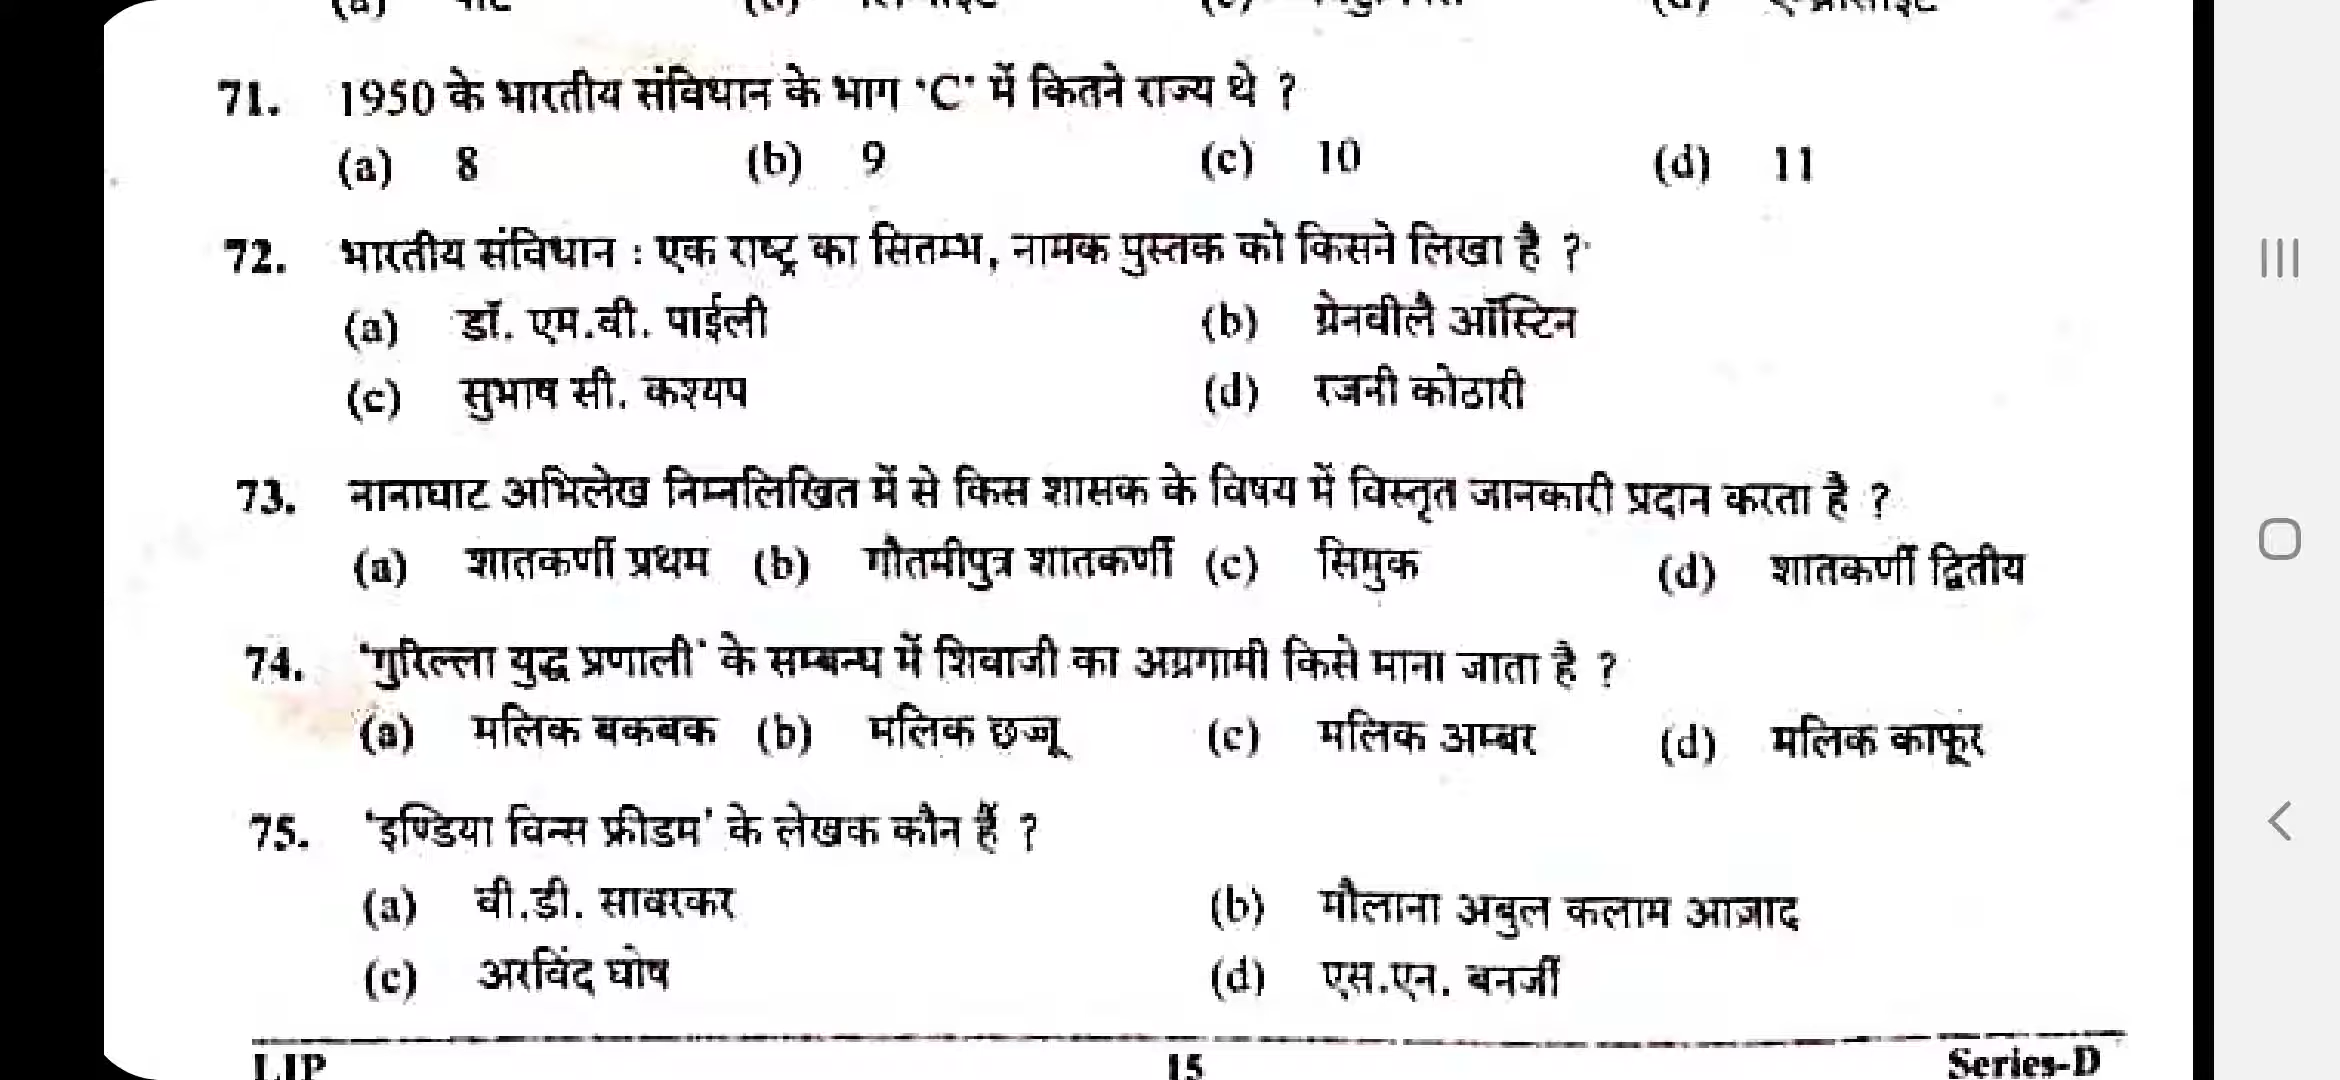 71. 1950 के भारतीय संविधान के भाग 'C' में कितने राज्य थे ?
(a) 8 (b) 9 (c) 10 (d) 11
72. भारतीय संविधान : एक राष्ट्र का सितम्भ, नामक पुस्तक को किसने लिखा है ?
(a) डॉ. एम.वी. पाईली (b) ग्रेनवीलै ऑस्टिन
(c) सुभाष सी. कश्यप (d) रजनी कोठारी
73. नानाघाट अभिलेख निम्नलिखित में से किस शासक के विषय में विस्तृत जानकारी प्रदान करता है ?
(a) शातकर्णी प्रथम (b) गौतमीपुत्र शातकर्णी (c) सिमुक (d) शातकर्णी द्वितीय
74. 'गुरिल्ला युद्ध प्रणाली' के सम्बन्ध में शिवाजी का अग्रगामी किसे माना जाता है ?
(a) मलिक बकबक (b) मलिक छज्जू (c) मलिक अम्बर (d) मलिक काफूर
75. 'इण्डिया विन्स फ्रीडम' के लेखक कौन हैं ?
(a) वी.डी. सावरकर (b) मौलाना अबुल कलाम आज़ाद
(c) अरविंद घोष (d) एस.एन. बनर्जी
LJP 15 Series-D